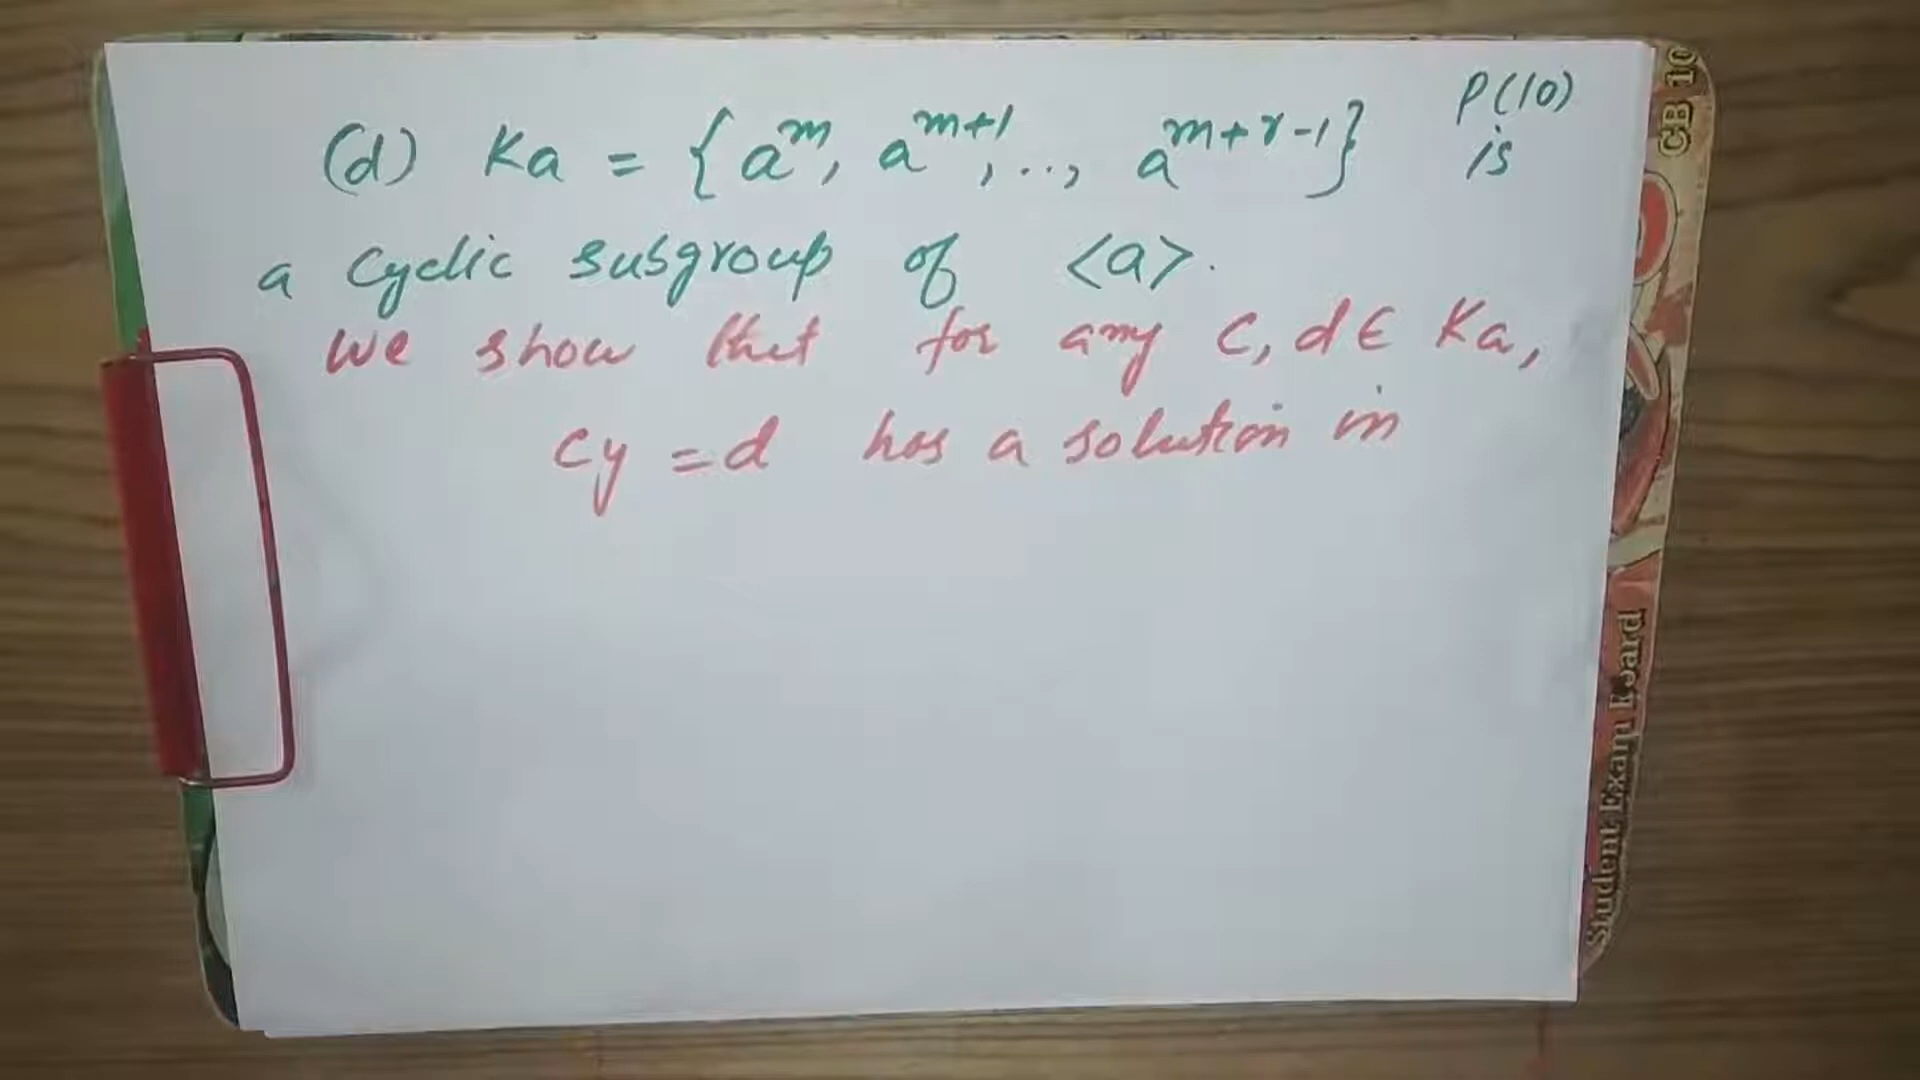 P(10)
(d) Ka = {a^m, a^{m+1}, .., a^{m+r-1}} is
a cyclic subgroup of <a>.
We show that for any c, d ∈ Ka,
cy = d has a solution in
CB 10
Student Exam Board